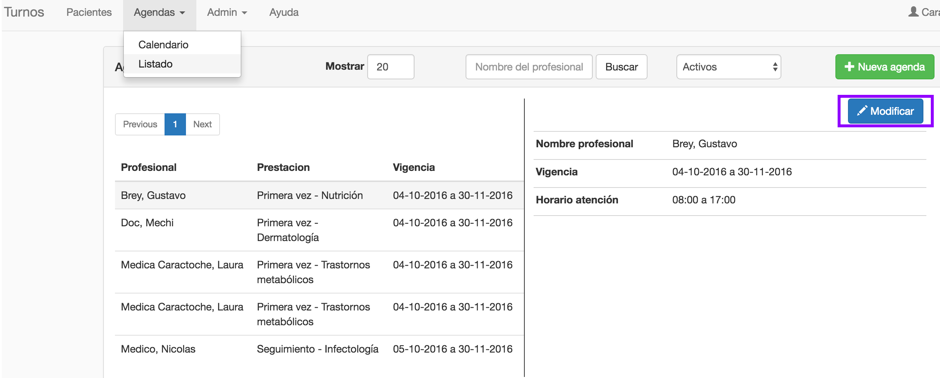 Turnos Pacientes Agendas Admin Ayuda Cara
Calendario
Listado
Mostrar 20 Nombre del profesional Buscar Activos Nueva agenda
Modificar
Previous 1 Next
Profesional Prestacion Vigencia
Brey, Gustavo Primera vez - Nutrición 04-10-2016 a 30-11-2016
Doc, Mechi Primera vez - 04-10-2016 a 30-11-2016
Dermatología
Medica Caractoche, Laura Primera vez - Trastornos 04-10-2016 a 30-11-2016
metabólicos
Medica Caractoche, Laura Primera vez - Trastornos 04-10-2016 a 30-11-2016
metabólicos
Medico, Nicolas Seguimiento - Infectología 05-10-2016 a 30-11-2016
Nombre profesional Brey, Gustavo
Vigencia 04-10-2016 a 30-11-2016
Horario atención 08:00 a 17:00